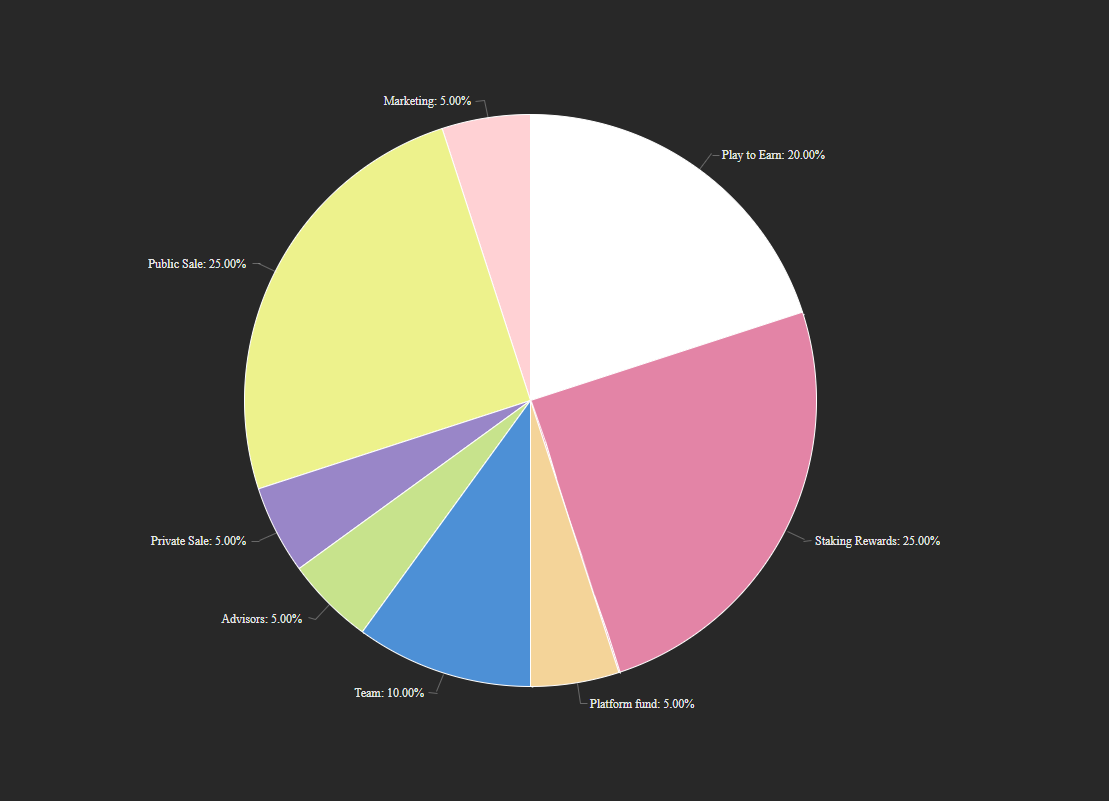 Marketing: 5.00%
Play to Earn: 20.00%
Public Sale: 25.00%
Private Sale: 5.00%
Staking Rewards: 25.00%
Advisors: 5.00%
Team: 10.00%
Platform fund: 5.00%